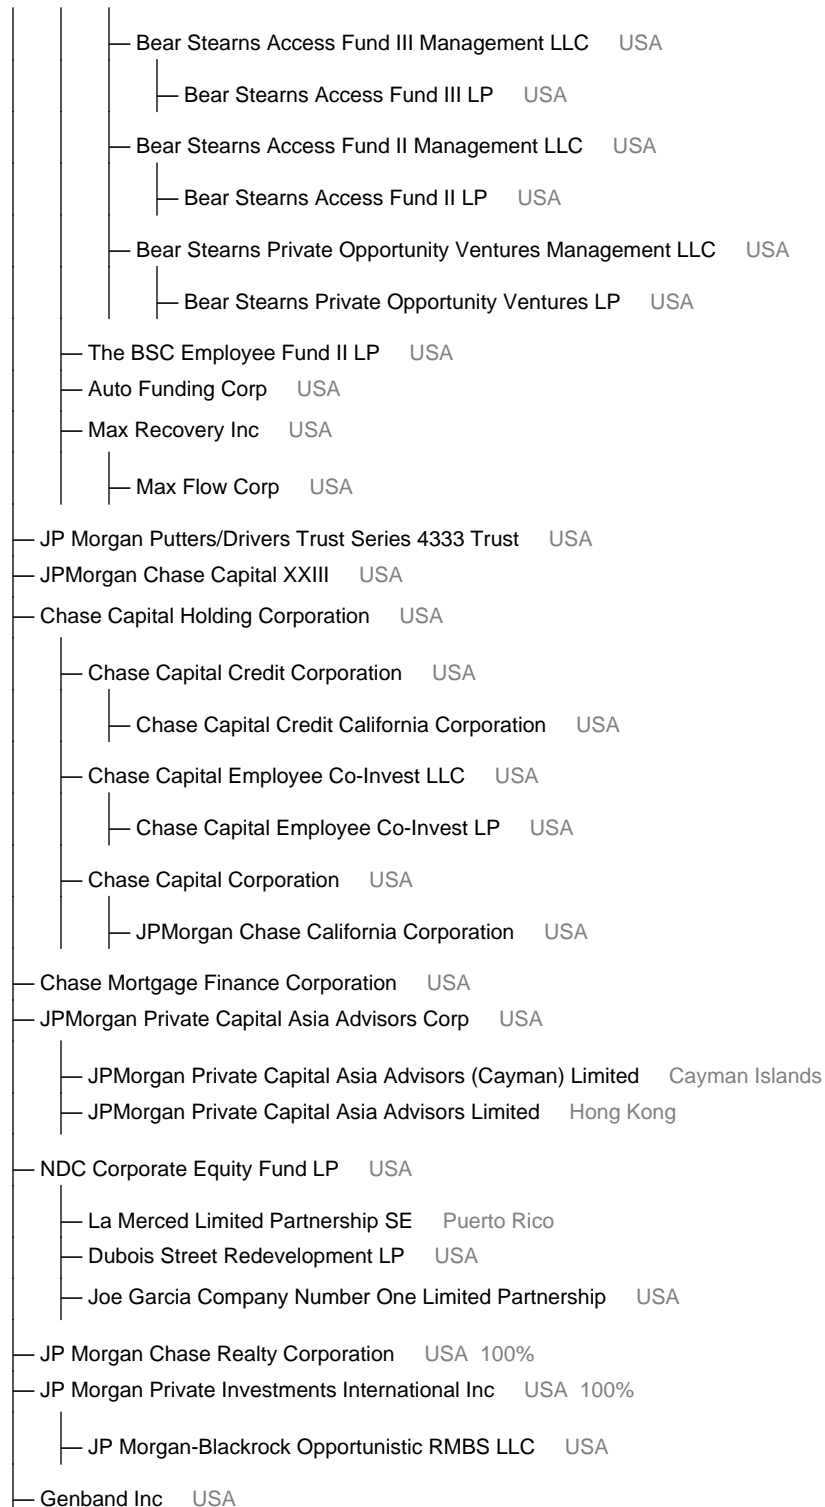 Bear Stearns Access Fund III Management LLC USA
Bear Stearns Access Fund III LP USA
Bear Stearns Access Fund II Management LLC USA
Bear Stearns Access Fund II LP USA
Bear Stearns Private Opportunity Ventures Management LLC USA
Bear Stearns Private Opportunity Ventures LP USA
The BSC Employee Fund II LP USA
Auto Funding Corp USA
Max Recovery Inc USA
Max Flow Corp USA
JP Morgan Putters/Drivers Trust Series 4333 Trust USA
JPMorgan Chase Capital XXIII USA
Chase Capital Holding Corporation USA
Chase Capital Credit Corporation USA
Chase Capital Credit California Corporation USA
Chase Capital Employee Co-Invest LLC USA
Chase Capital Employee Co-Invest LP USA
Chase Capital Corporation USA
JPMorgan Chase California Corporation USA
Chase Mortgage Finance Corporation USA
JPMorgan Private Capital Asia Advisors Corp USA
JPMorgan Private Capital Asia Advisors (Cayman) Limited Cayman Islands
JPMorgan Private Capital Asia Advisors Limited Hong Kong
NDC Corporate Equity Fund LP USA
La Merced Limited Partnership SE Puerto Rico
Dubois Street Redevelopment LP USA
Joe Garcia Company Number One Limited Partnership USA
JP Morgan Chase Realty Corporation USA 100%
JP Morgan Private Investments International Inc USA 100%
JP Morgan-Blackrock Opportunistic RMBS LLC USA
Genband Inc USA